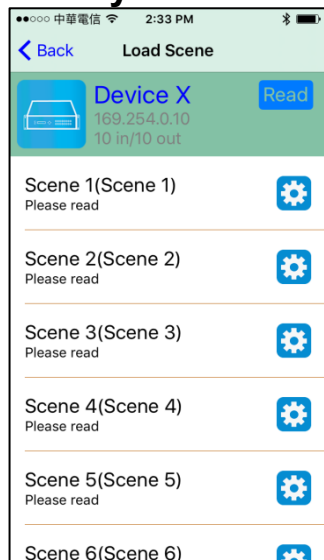 中華電信 2:33 PM
Back Load Scene
Device X Read
169.254.0.10
10 in/10 out
Scene 1(Scene 1)
Please read
Scene 2(Scene 2)
Please read
Scene 3(Scene 3)
Please read
Scene 4(Scene 4)
Please read
Scene 5(Scene 5)
Please read
Scene 6(Scene 6)